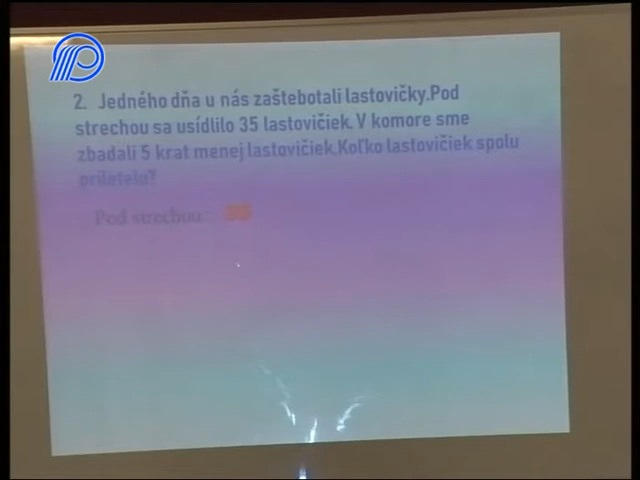 2. Jedného dňa u nás zaštebotali lastovičky.Pod
strechou sa usídlilo 35 lastovičiek. V komore sme
zbadali 5 krat menej lastovičiek.Koľko lastovičiek spolu
priletelo?
Pod strechou: 35